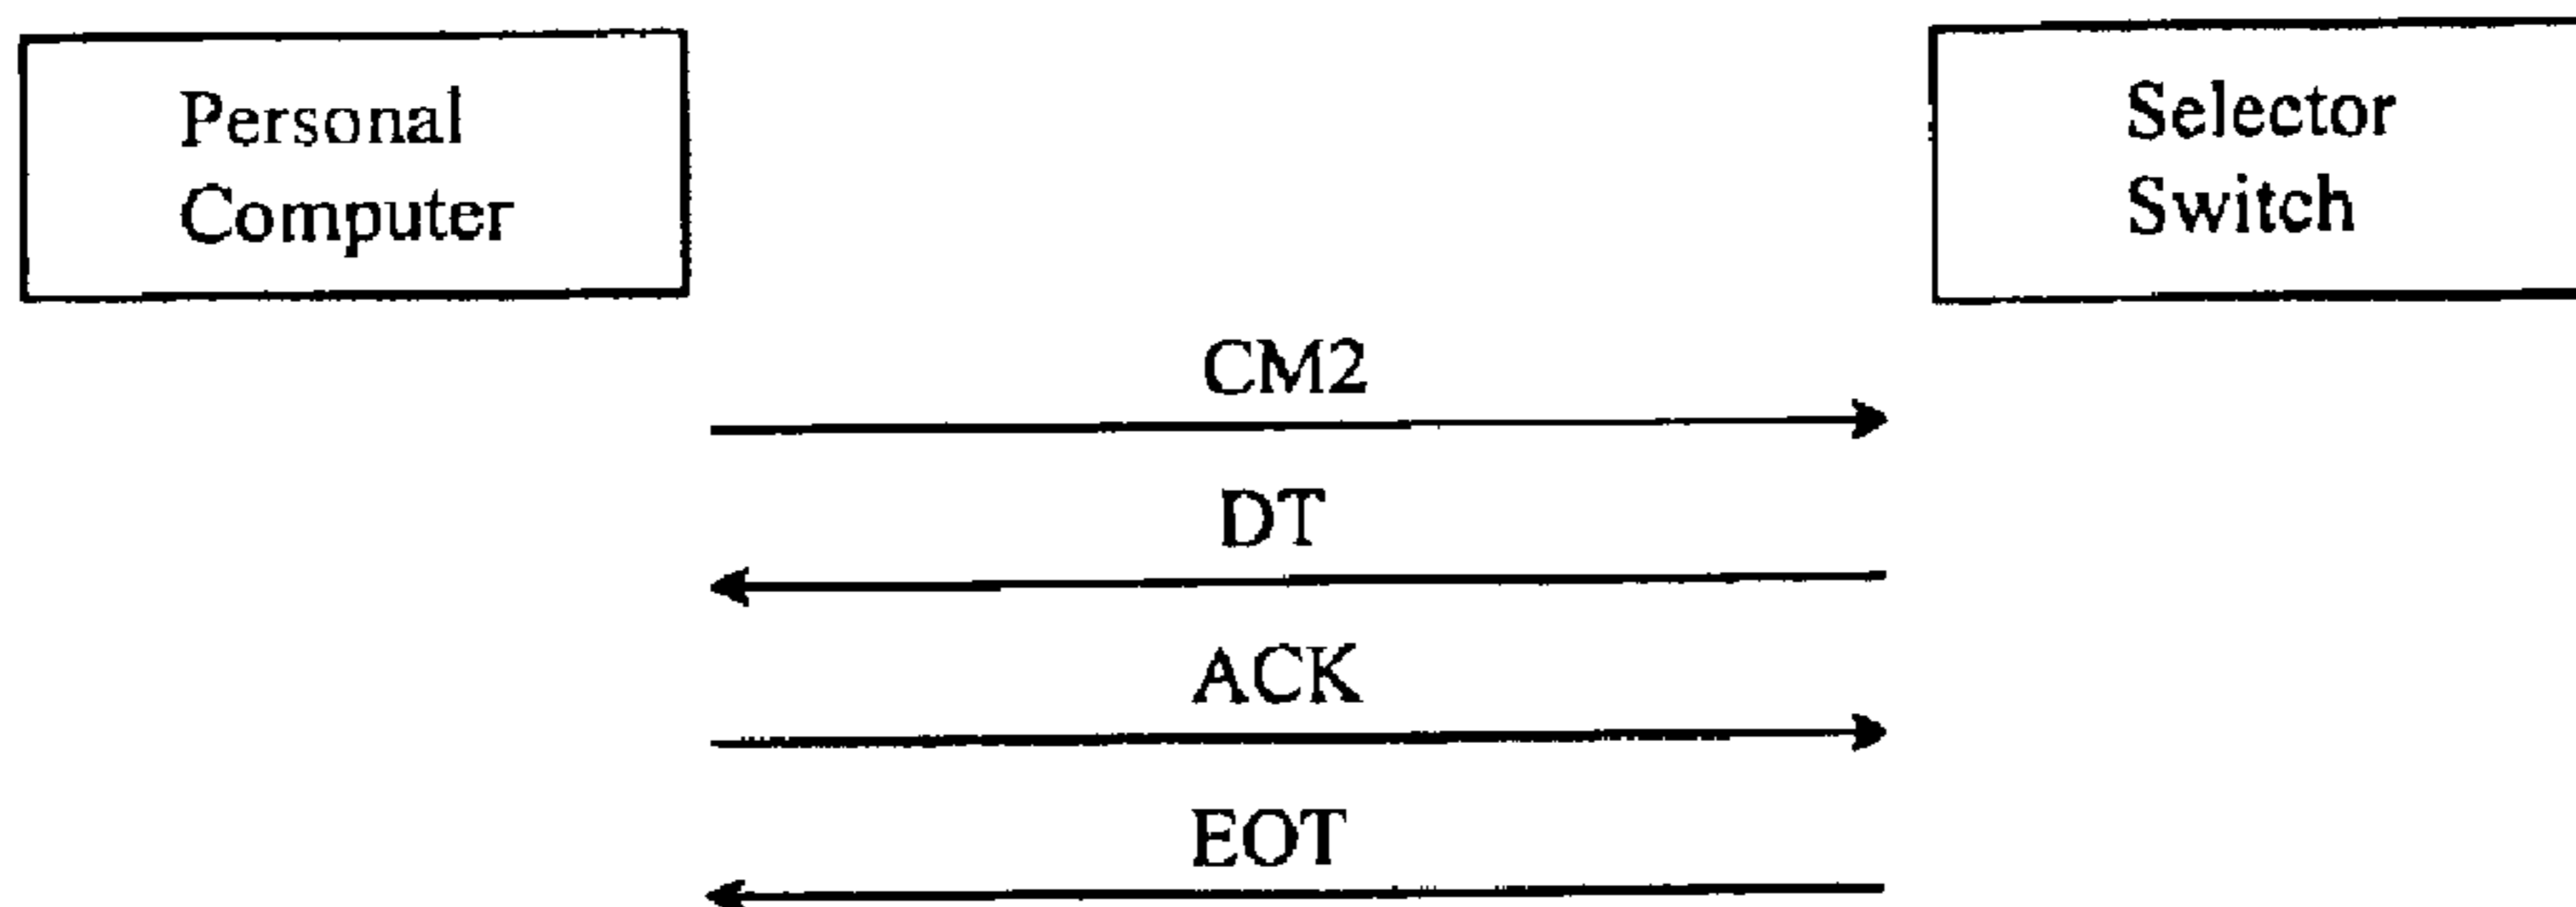 Personal
Computer
Selector
Switch
CM2
DT
ACK
EOT